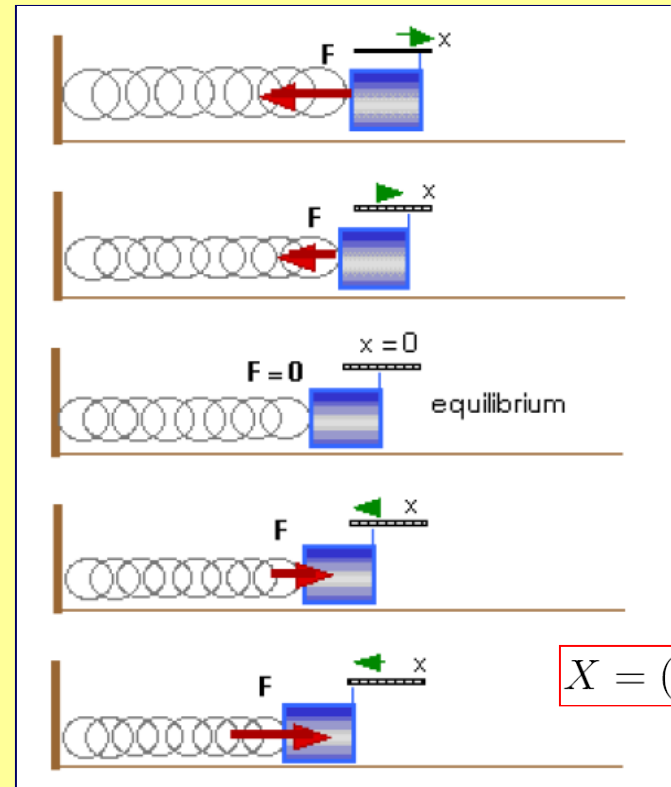 x
F
x
F
x = 0
F = 0
equilibrium
x
F
x
F
X = (